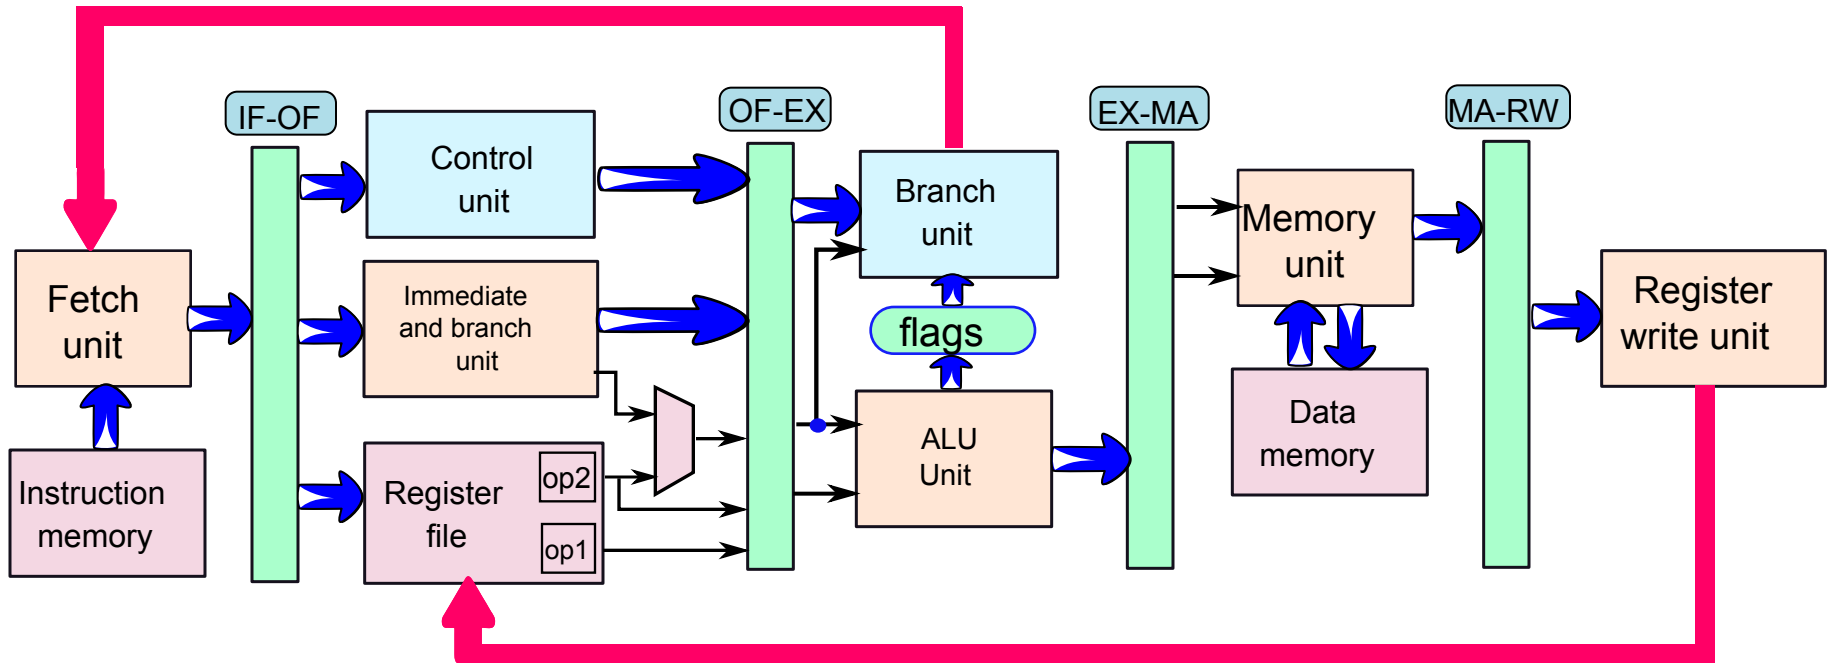 IF-OF
OF-EX
EX-MA
MA-RW
Control
unit
Branch
unit
Memory
unit
Fetch
unit
Immediate
and branch
unit
flags
Register
write unit
Instruction
memory
Register
file
op2
op1
ALU
Unit
Data
memory